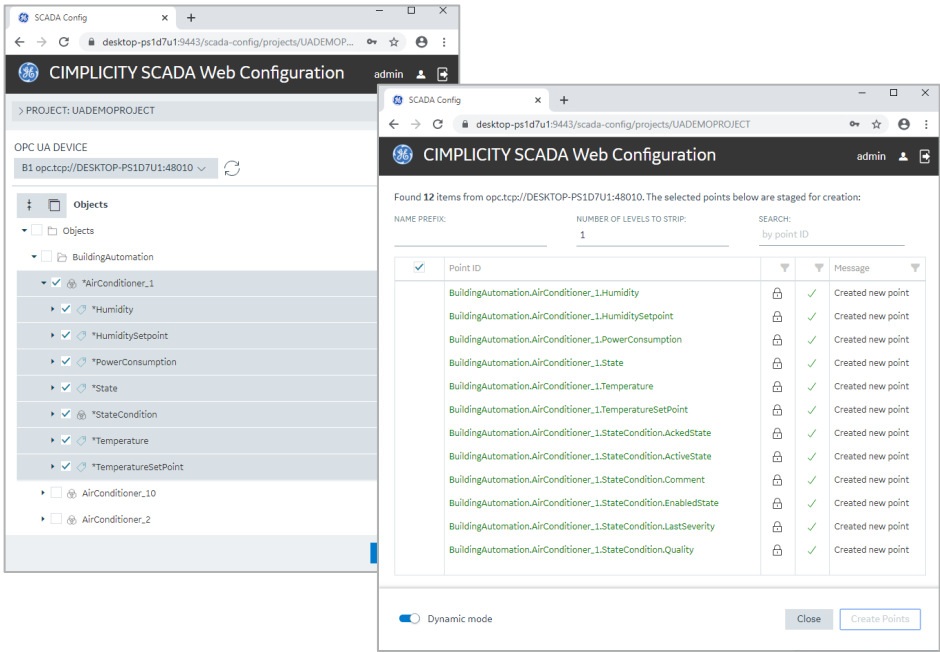 SCADA Config
desktop-ps1d7u1:9443/scada-config/projects/UADEMOP...
CIMPLICITY SCADA Web Configuration admin
PROJECT: UADEMOPROJECT
OPC UA DEVICE
B1 opc.tcp://DESKTOP-PS1D7U1:48010
Objects
Objects
BuildingAutomation
*AirConditioner_1
*Humidity
*HumiditySetpoint
*PowerConsumption
*State
*StateCondition
*Temperature
*TemperatureSetPoint
AirConditioner_10
AirConditioner_2
SCADA Config
desktop-ps1d7u1:9443/scada-config/projects/UADEMOPROJECT
CIMPLICITY SCADA Web Configuration admin
Found 12 items from opc.tcp://DESKTOP-PS1D7U1:48010. The selected points below are staged for creation:
NAME PREFIX: NUMBER OF LEVELS TO STRIP: SEARCH:
1 by point ID
Point ID Message
BuildingAutomation.AirConditioner_1.Humidity Created new point
BuildingAutomation.AirConditioner_1.HumiditySetpoint Created new point
BuildingAutomation.AirConditioner_1.PowerConsumption Created new point
BuildingAutomation.AirConditioner_1.State Created new point
BuildingAutomation.AirConditioner_1.Temperature Created new point
BuildingAutomation.AirConditioner_1.TemperatureSetPoint Created new point
BuildingAutomation.AirConditioner_1.StateCondition.AckedState Created new point
BuildingAutomation.AirConditioner_1.StateCondition.ActiveState Created new point
BuildingAutomation.AirConditioner_1.StateCondition.Comment Created new point
BuildingAutomation.AirConditioner_1.StateCondition.EnabledState Created new point
BuildingAutomation.AirConditioner_1.StateCondition.LastSeverity Created new point
BuildingAutomation.AirConditioner_1.StateCondition.Quality Created new point
Dynamic mode Close Create Points